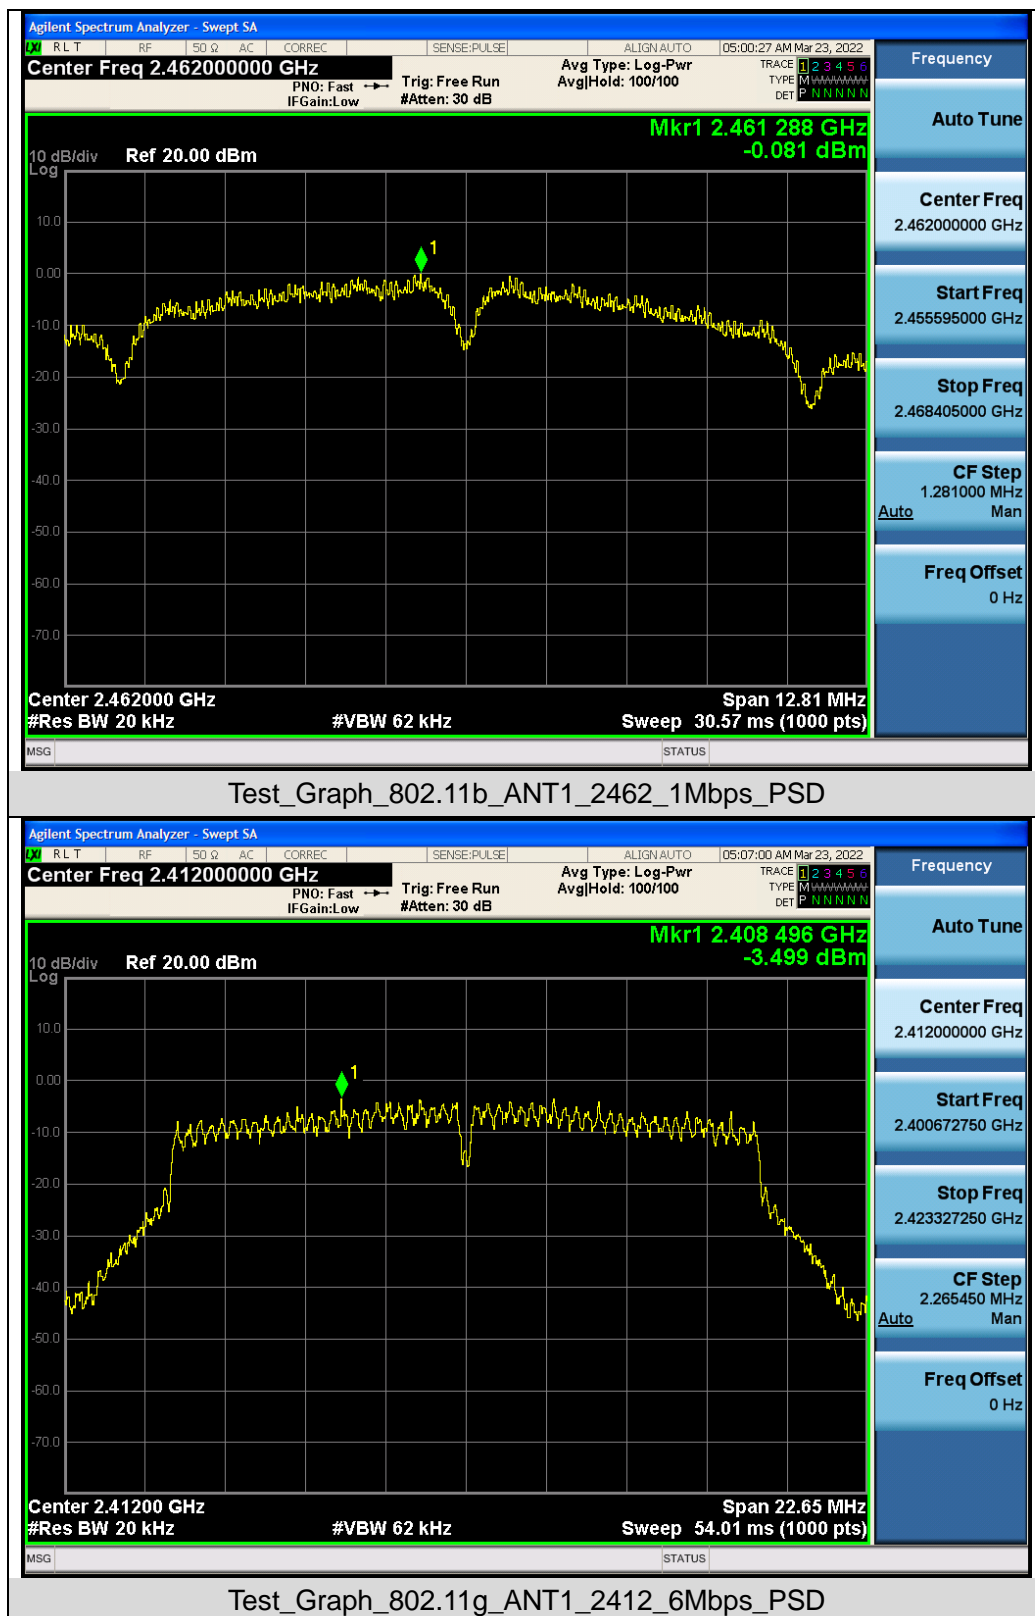 Agilent Spectrum Analyzer - Swept SA
LXI RL T RF 50 Ω AC CORREC SENSE:PULSE ALIGN AUTO 05:00:27 AM Mar 23, 2022
Center Freq 2.462000000 GHz
PNO: Fast
IFGain:Low
Trig: Free Run
#Atten: 30 dB
Avg Type: Log-Pwr
Avg|Hold: 100/100
TRACE 1 2 3 4 5 6
TYPE M
DET P N N N N N
Mkr1 2.461 288 GHz
-0.081 dBm
10 dB/div Ref 20.00 dBm
Log
1
10.0
0.00
-10.0
-20.0
-30.0
-40.0
-50.0
-60.0
-70.0
Center 2.462000 GHz Span 12.81 MHz
#Res BW 20 kHz #VBW 62 kHz Sweep 30.57 ms (1000 pts)
MSG STATUS
Frequency
Auto Tune
Center Freq
2.462000000 GHz
Start Freq
2.455595000 GHz
Stop Freq
2.468405000 GHz
CF Step
1.281000 MHz
Auto Man
Freq Offset
0 Hz
Test_Graph_802.11b_ANT1_2462_1Mbps_PSD
Agilent Spectrum Analyzer - Swept SA
LXI RL T RF 50 Ω AC CORREC SENSE:PULSE ALIGN AUTO 05:07:00 AM Mar 23, 2022
Center Freq 2.412000000 GHz
PNO: Fast
IFGain:Low
Trig: Free Run
#Atten: 30 dB
Avg Type: Log-Pwr
Avg|Hold: 100/100
TRACE 1 2 3 4 5 6
TYPE M
DET P N N N N N
Mkr1 2.408 496 GHz
-3.499 dBm
10 dB/div Ref 20.00 dBm
Log
1
10.0
0.00
-10.0
-20.0
-30.0
-40.0
-50.0
-60.0
-70.0
Center 2.41200 GHz Span 22.65 MHz
#Res BW 20 kHz #VBW 62 kHz Sweep 54.01 ms (1000 pts)
MSG STATUS
Frequency
Auto Tune
Center Freq
2.412000000 GHz
Start Freq
2.400672750 GHz
Stop Freq
2.423327250 GHz
CF Step
2.265450 MHz
Auto Man
Freq Offset
0 Hz
Test_Graph_802.11g_ANT1_2412_6Mbps_PSD